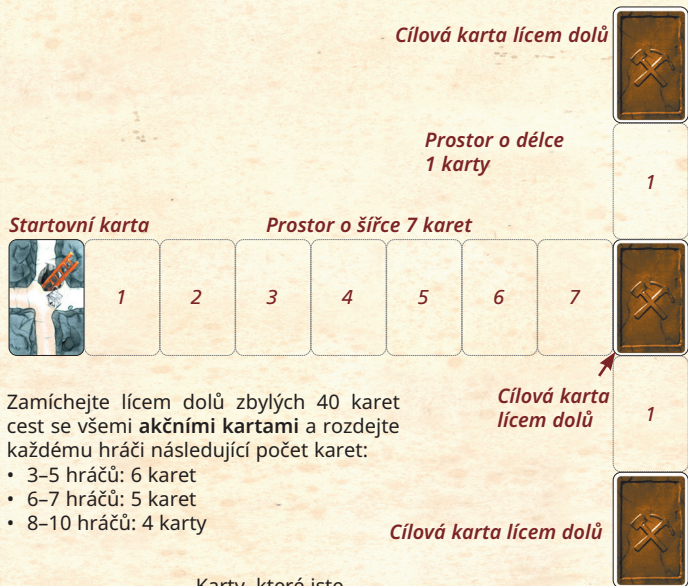 Cílová karta lícem dolů
Prostor o délce
1 karty
1
Startovní karta
Prostor o šířce 7 karet
1 2 3 4 5 6 7
Cílová karta
lícem dolů
1
Zamíchejte lícem dolů zbylých 40 karet
cest se všemi akčními kartami a rozdejte
každému hráči následující počet karet:
• 3–5 hráčů: 6 karet
• 6–7 hráčů: 5 karet
• 8–10 hráčů: 4 karty
Cílová karta lícem dolů
Karty, které jste